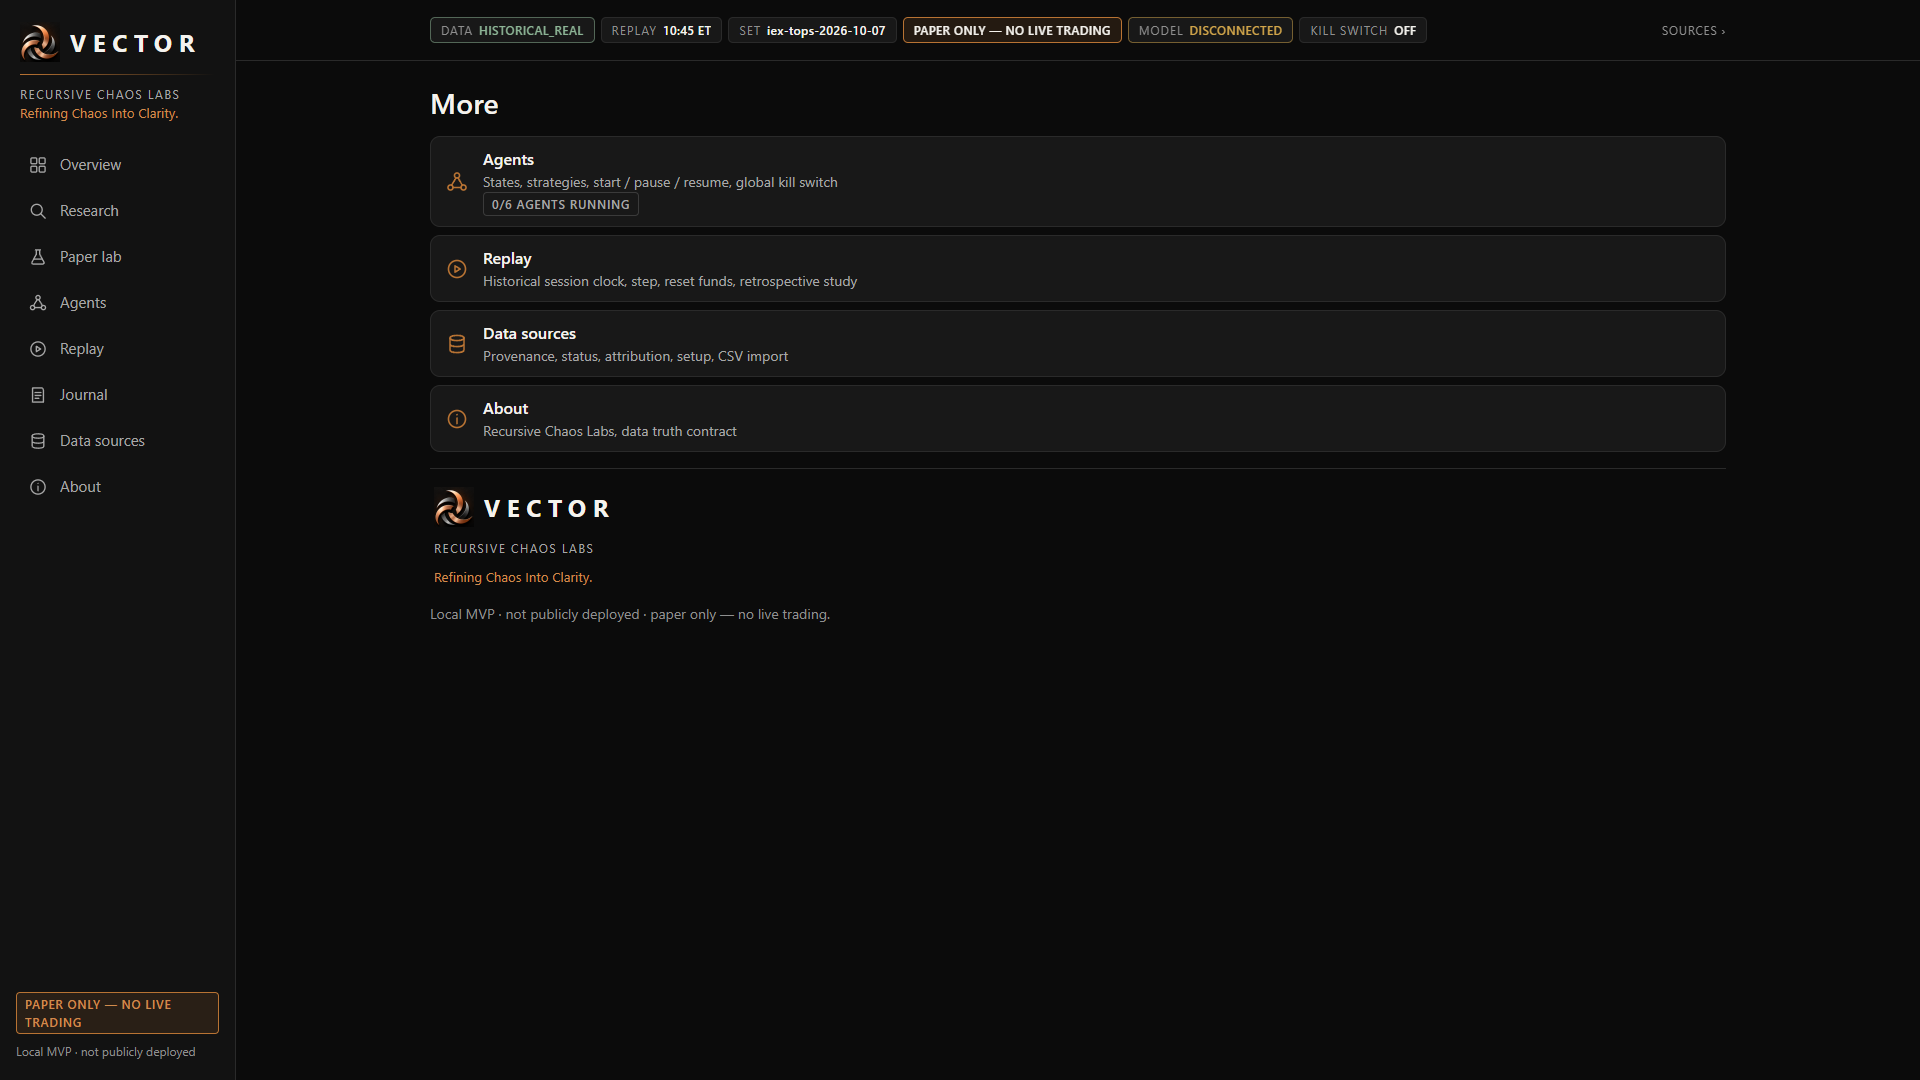 VECTOR
RECURSIVE CHAOS LABS
Refining Chaos Into Clarity.
Overview
Research
Paper lab
Agents
Replay
Journal
Data sources
About
PAPER ONLY — NO LIVE
TRADING
Local MVP · not publicly deployed
DATA HISTORICAL_REAL
REPLAY 10:45 ET
SET iex-tops-2026-10-07
PAPER ONLY — NO LIVE TRADING
MODEL DISCONNECTED
KILL SWITCH OFF
SOURCES ›
More
Agents
States, strategies, start / pause / resume, global kill switch
0/6 AGENTS RUNNING
Replay
Historical session clock, step, reset funds, retrospective study
Data sources
Provenance, status, attribution, setup, CSV import
About
Recursive Chaos Labs, data truth contract
VECTOR
RECURSIVE CHAOS LABS
Refining Chaos Into Clarity.
Local MVP · not publicly deployed · paper only — no live trading.